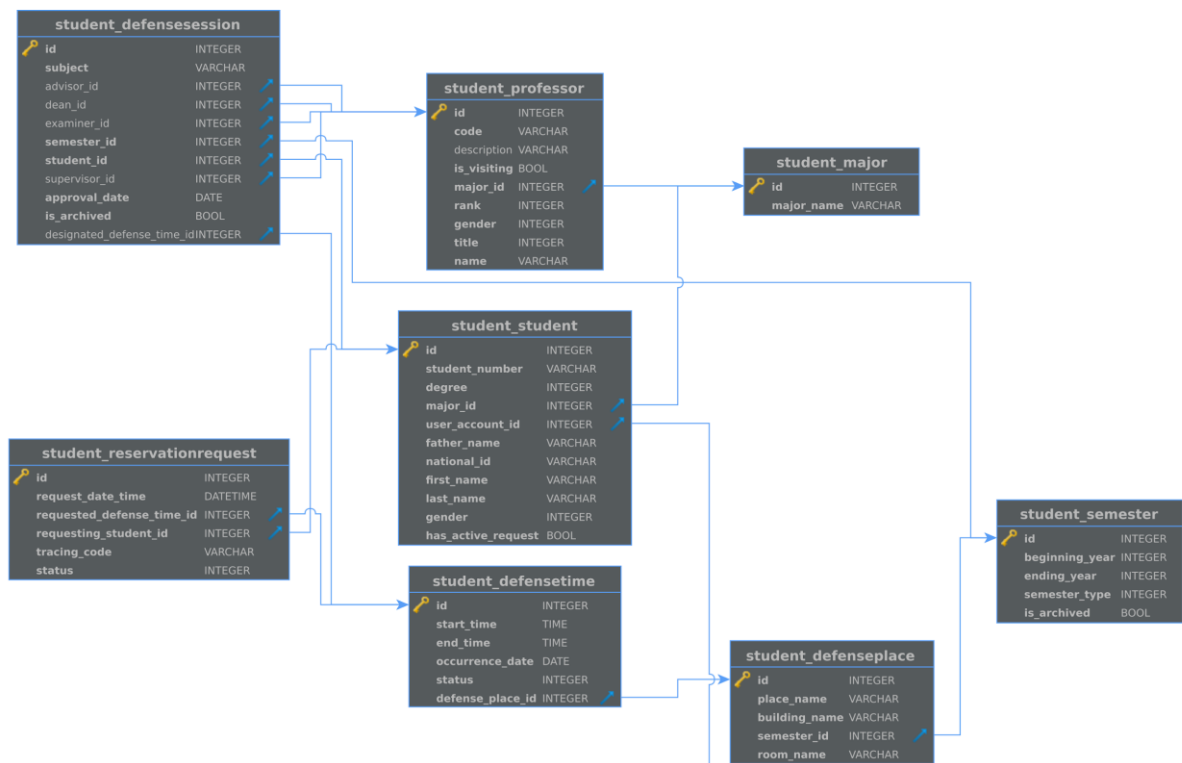 student_defensesession
id INTEGER
subject VARCHAR
advisor_id INTEGER
dean_id INTEGER
examiner_id INTEGER
semester_id INTEGER
student_id INTEGER
supervisor_id INTEGER
approval_date DATE
is_archived BOOL
designated_defense_time_id INTEGER
student_professor
id INTEGER
code VARCHAR
description VARCHAR
is_visiting BOOL
major_id INTEGER
rank INTEGER
gender INTEGER
title INTEGER
name VARCHAR
student_major
id INTEGER
major_name VARCHAR
student_student
id INTEGER
student_number VARCHAR
degree INTEGER
major_id INTEGER
user_account_id INTEGER
father_name VARCHAR
national_id VARCHAR
first_name VARCHAR
last_name VARCHAR
gender INTEGER
has_active_request BOOL
student_reservationrequest
id INTEGER
request_date_time DATETIME
requested_defense_time_id INTEGER
requesting_student_id INTEGER
tracing_code VARCHAR
status INTEGER
student_semester
id INTEGER
beginning_year INTEGER
ending_year INTEGER
semester_type INTEGER
is_archived BOOL
student_defensetime
id INTEGER
start_time TIME
end_time TIME
occurrence_date DATE
status INTEGER
defense_place_id INTEGER
student_defenseplace
id INTEGER
place_name VARCHAR
building_name VARCHAR
semester_id INTEGER
room_name VARCHAR